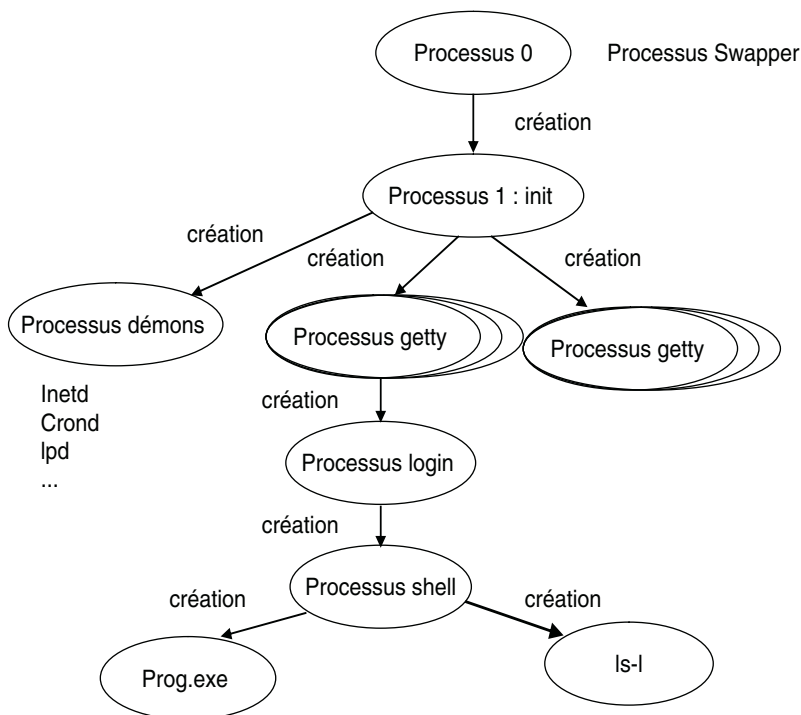 Processus 0
Processus Swapper
création
Processus 1 : init
création
création
création
Processus démons
Processus getty
Processus getty
Inetd
Crond
lpd
...
création
Processus login
création
Processus shell
création
création
Prog.exe
ls-l